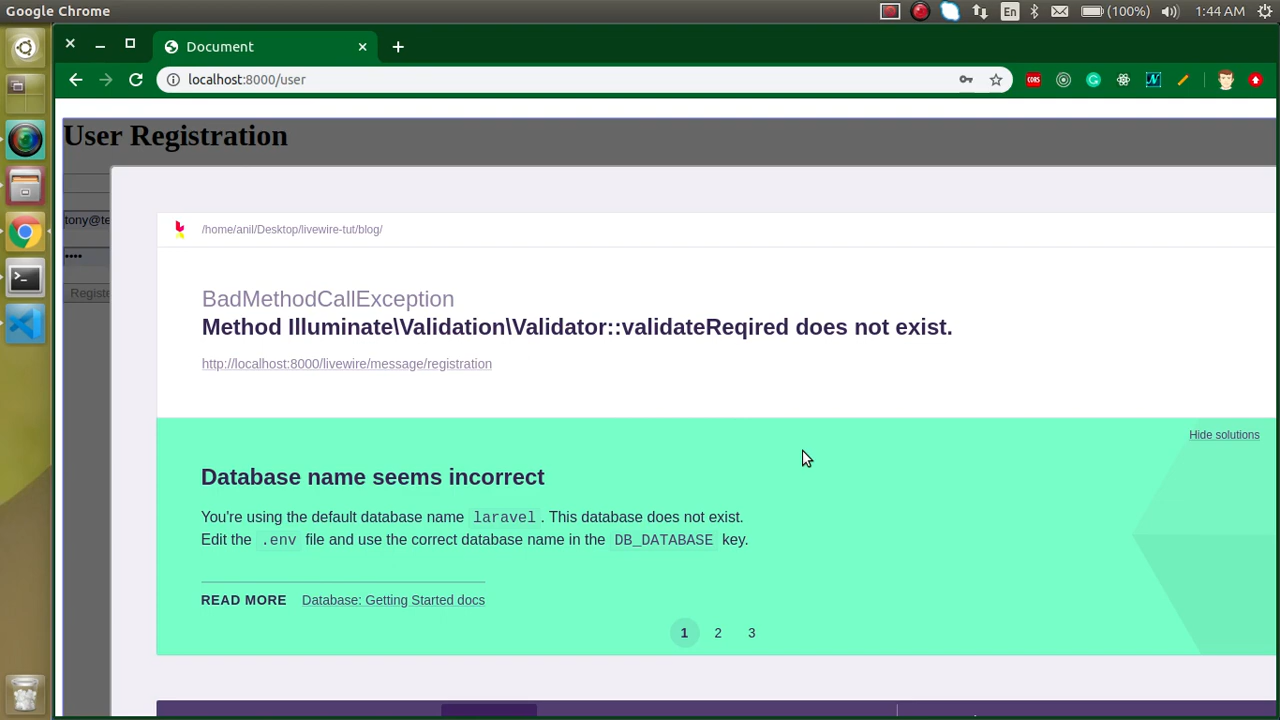 Google Chrome
En
(100%)
1:44 AM
Document
localhost:8000/user
CORS
User Registration
tony@te
Registe
/home/anil/Desktop/livewire-tut/blog/
BadMethodCallException
Method Illuminate\Validation\Validator::validateReqired does not exist.
http://localhost:8000/livewire/message/registration
Hide solutions
Database name seems incorrect
You're using the default database name laravel. This database does not exist.
Edit the .env file and use the correct database name in the DB_DATABASE key.
READ MORE Database: Getting Started docs
1 2 3